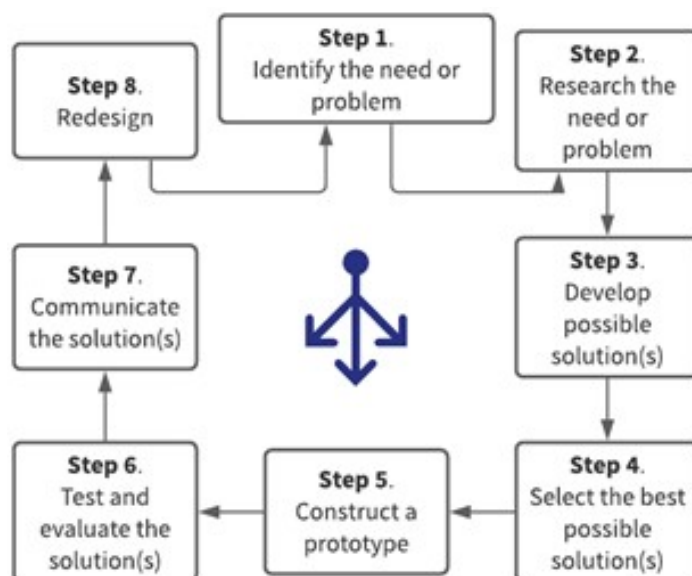 Step 1.
Identify the need or
problem
Step 2.
Research the
need or
problem
Step 3.
Develop
possible
solution(s)
Step 4.
Select the best
possible
solution(s)
Step 5.
Construct a
prototype
Step 6.
Test and
evaluate the
solution(s)
Step 7.
Communicate
the solution(s)
Step 8.
Redesign